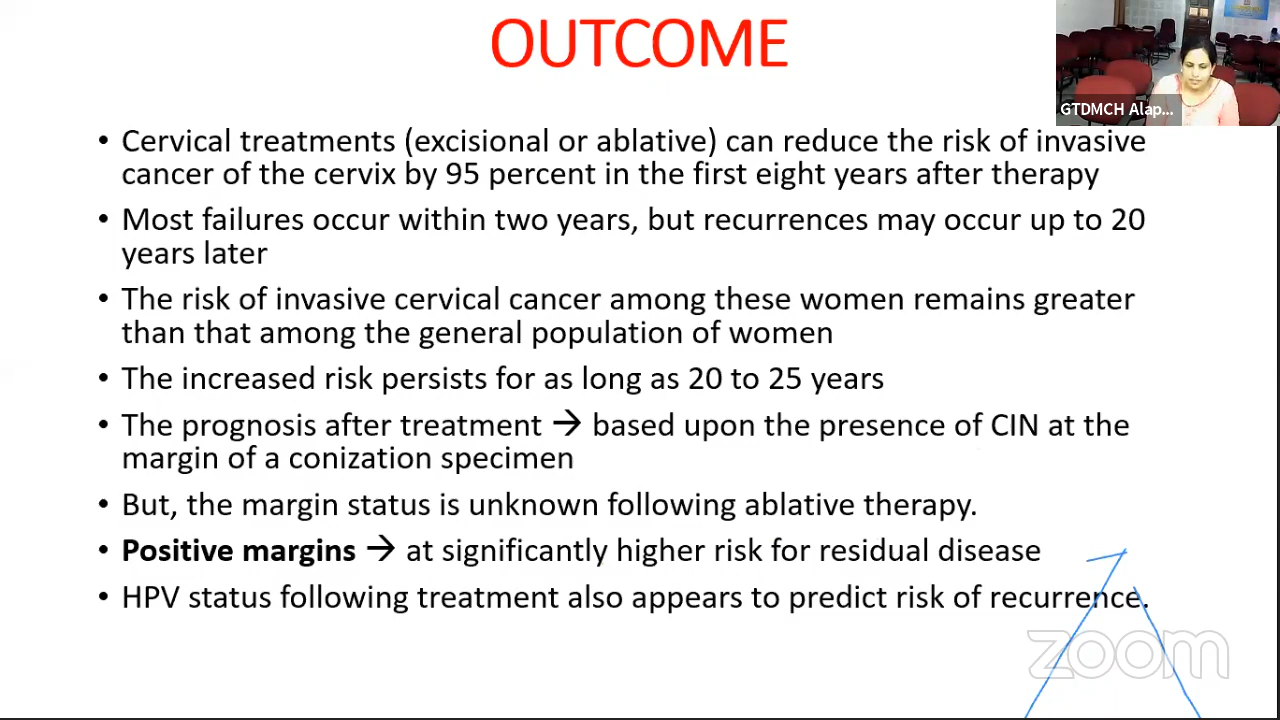 OUTCOME
GTDMCH Alap...
• Cervical treatments (excisional or ablative) can reduce the risk of invasive
cancer of the cervix by 95 percent in the first eight years after therapy
• Most failures occur within two years, but recurrences may occur up to 20
years later
• The risk of invasive cervical cancer among these women remains greater
than that among the general population of women
• The increased risk persists for as long as 20 to 25 years
• The prognosis after treatment → based upon the presence of CIN at the
margin of a conization specimen
• But, the margin status is unknown following ablative therapy.
• Positive margins → at significantly higher risk for residual disease
• HPV status following treatment also appears to predict risk of recurrence.
zoom